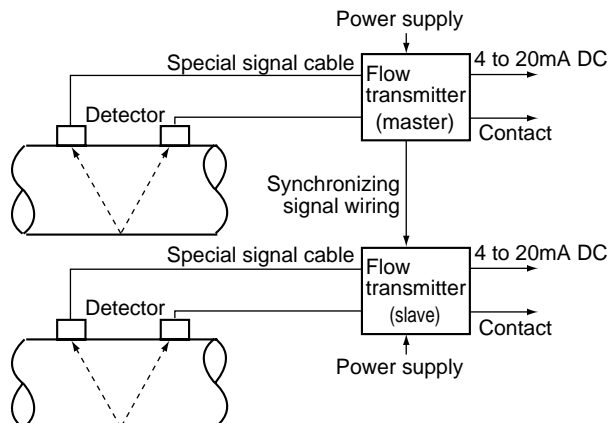 Power supply
Special signal cable
Flow
transmitter
(master)
4 to 20mA DC
Detector
Contact
Synchronizing
signal wiring
Special signal cable
Flow
transmitter
(slave)
4 to 20mA DC
Detector
Contact
Power supply